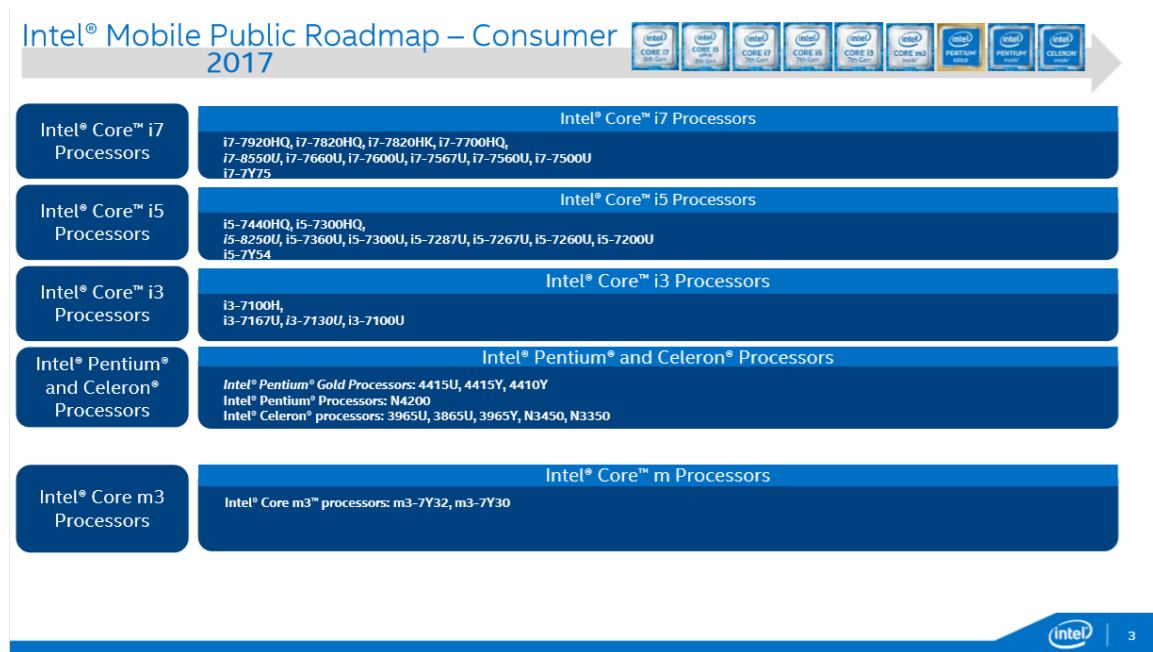 Intel® Mobile Public Roadmap – Consumer
2017
Intel® Core™ i7
Processors
Intel® Core™ i7 Processors
i7-7920HQ, i7-7820HQ, i7-7820HK, i7-7700HQ,
i7-8550U, i7-7660U, i7-7600U, i7-7567U, i7-7560U, i7-7500U
i7-7Y75
Intel® Core™ i5
Processors
Intel® Core™ i5 Processors
i5-7440HQ, i5-7300HQ,
i5-8250U, i5-7360U, i5-7300U, i5-7287U, i5-7267U, i5-7260U, i5-7200U
i5-7Y54
Intel® Core™ i3
Processors
Intel® Core™ i3 Processors
i3-7100H,
i3-7167U, i3-7130U, i3-7100U
Intel® Pentium®
and Celeron®
Processors
Intel® Pentium® and Celeron® Processors
Intel® Pentium® Gold Processors: 4415U, 4415Y, 4410Y
Intel® Pentium® Processors: N4200
Intel® Celeron® processors: 3965U, 3865U, 3965Y, N3450, N3350
Intel® Core m3
Processors
Intel® Core™ m Processors
Intel® Core m3™ processors: m3-7Y32, m3-7Y30
intel
3